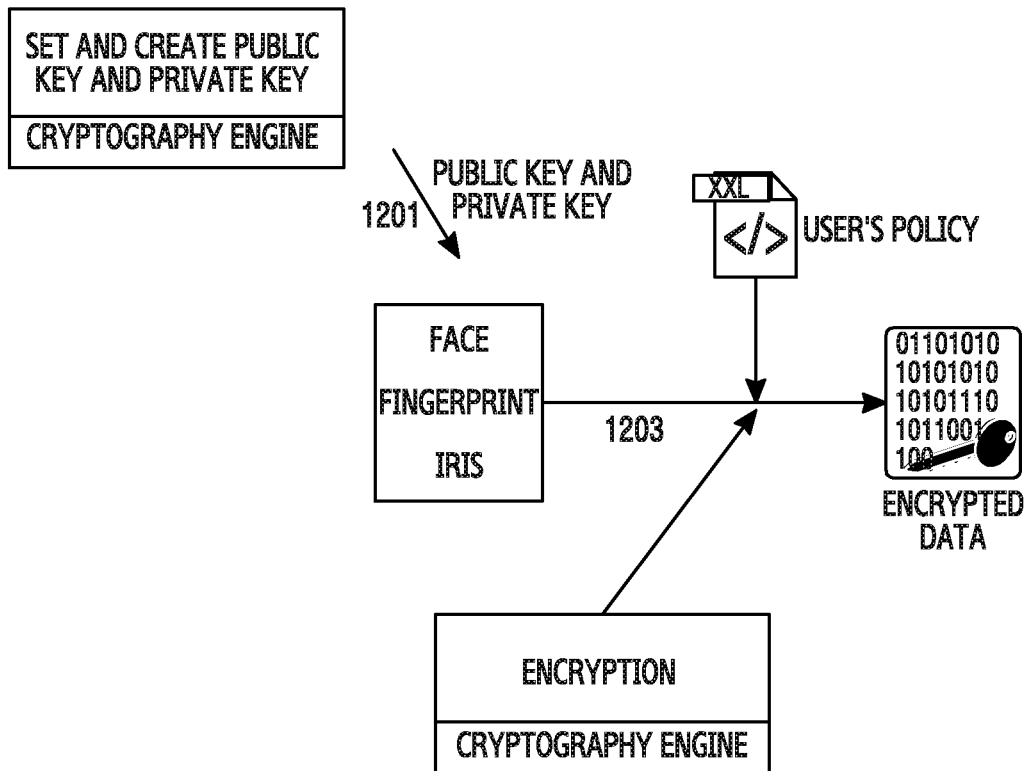 SET AND CREATE PUBLIC
KEY AND PRIVATE KEY
CRYPTOGRAPHY ENGINE
1201
PUBLIC KEY AND
PRIVATE KEY
XXL
</>
USER'S POLICY
FACE
FINGERPRINT
IRIS
1203
01101010
10101010
10101110
1011001
100
ENCRYPTED
DATA
ENCRYPTION
CRYPTOGRAPHY ENGINE